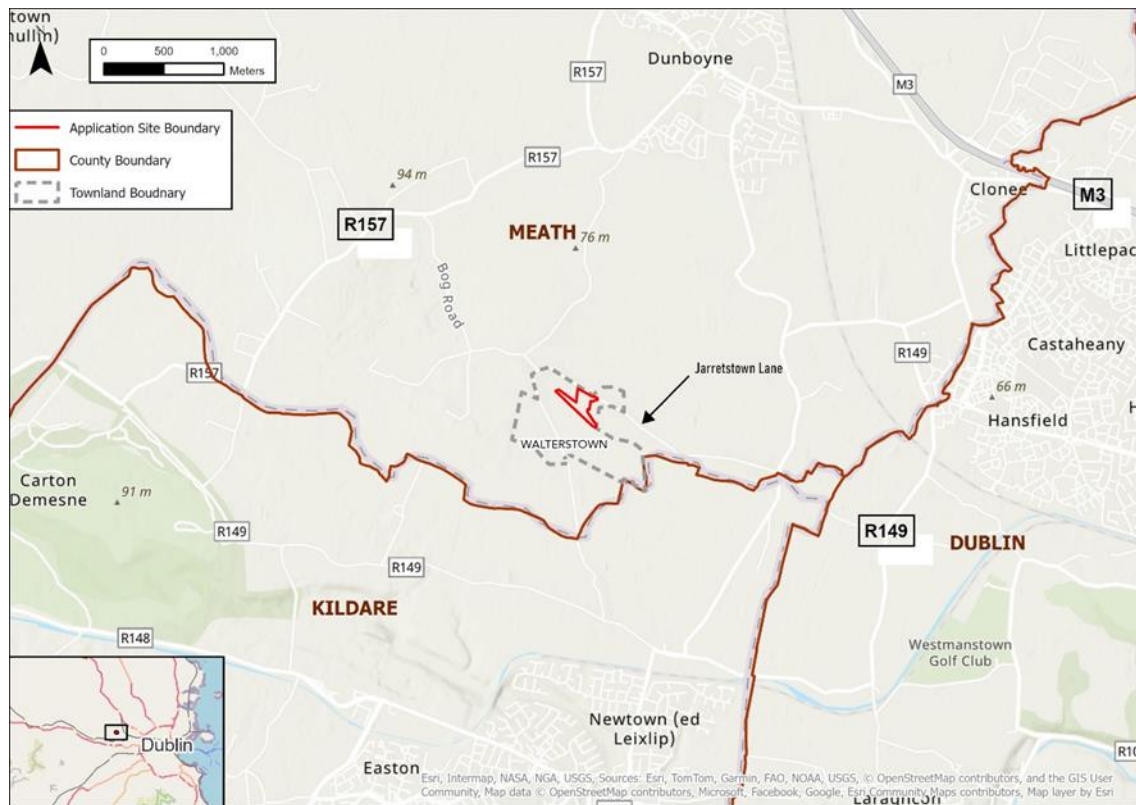 town
nullin)
N
0 500 1,000
Meters
Application Site Boundary
County Boundary
Townland Boudnary
Dunboyne
R157
M3
R157
94 m
R157
MEATH
76 m
Bog Road
Clonee
M3
Littlepac
R157
Jarretstown Lane
R149
Castaheany
66 m
Hansfield
H
WALTERSTOWN
Carton
Demesne
91 m
R149
R149
R149
DUBLIN
KILDARE
R148
Westmanstown
Golf Club
Newtown (ed
Leixlip)
Dublin
Easton
R10
Esri, Intermap, NASA, NGA, USGS, Sources: Esri, TomTom, Garmin, FAO, NOAA, USGS, © OpenStreetMap contributors, and the GIS User
Community, Map data © OpenStreetMap contributors, Microsoft, Facebook, Google, Esri Community Maps contributors, Map layer by Esri